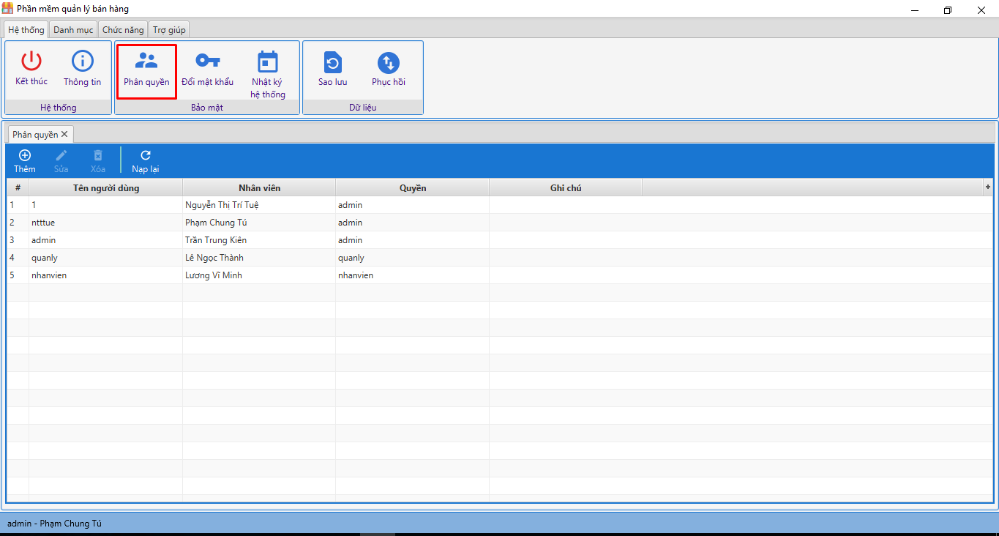 Phần mềm quản lý bán hàng
Hệ thống Danh mục Chức năng Trợ giúp
Kết thúc Thông tin Phân quyền Đổi mật khẩu Nhật ký hệ thống Sao lưu Phục hồi
Hệ thống Bảo mật Dữ liệu
Phân quyền
Thêm Sửa Xóa Nạp lại
# Tên người dùng Nhân viên Quyền Ghi chú +
1 1 Nguyễn Thị Trí Tuệ admin
2 ntttue Phạm Chung Tú admin
3 admin Trần Trung Kiên admin
4 quanly Lê Ngọc Thành quanly
5 nhanvien Lương Vĩ Minh nhanvien
admin - Phạm Chung Tú